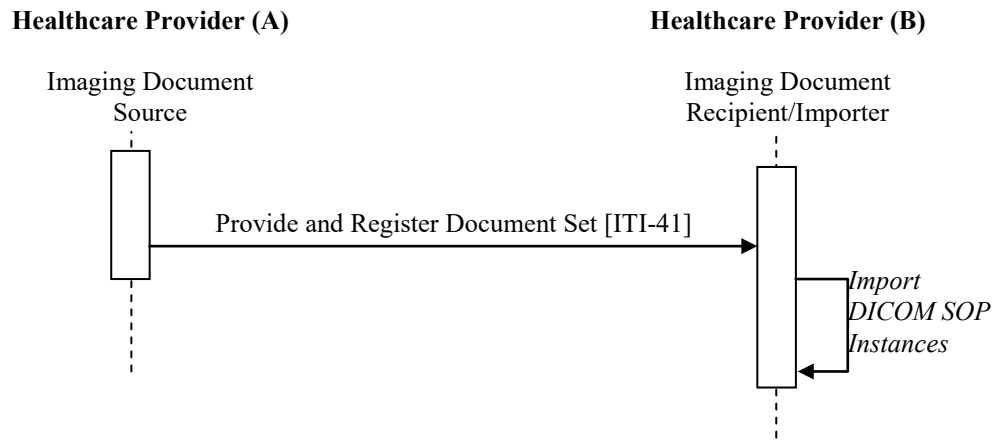 Healthcare Provider (A)
Healthcare Provider (B)
Imaging Document
Source
Imaging Document
Recipient/Importer
Provide and Register Document Set [ITI-41]
Import
DICOM SOP
Instances